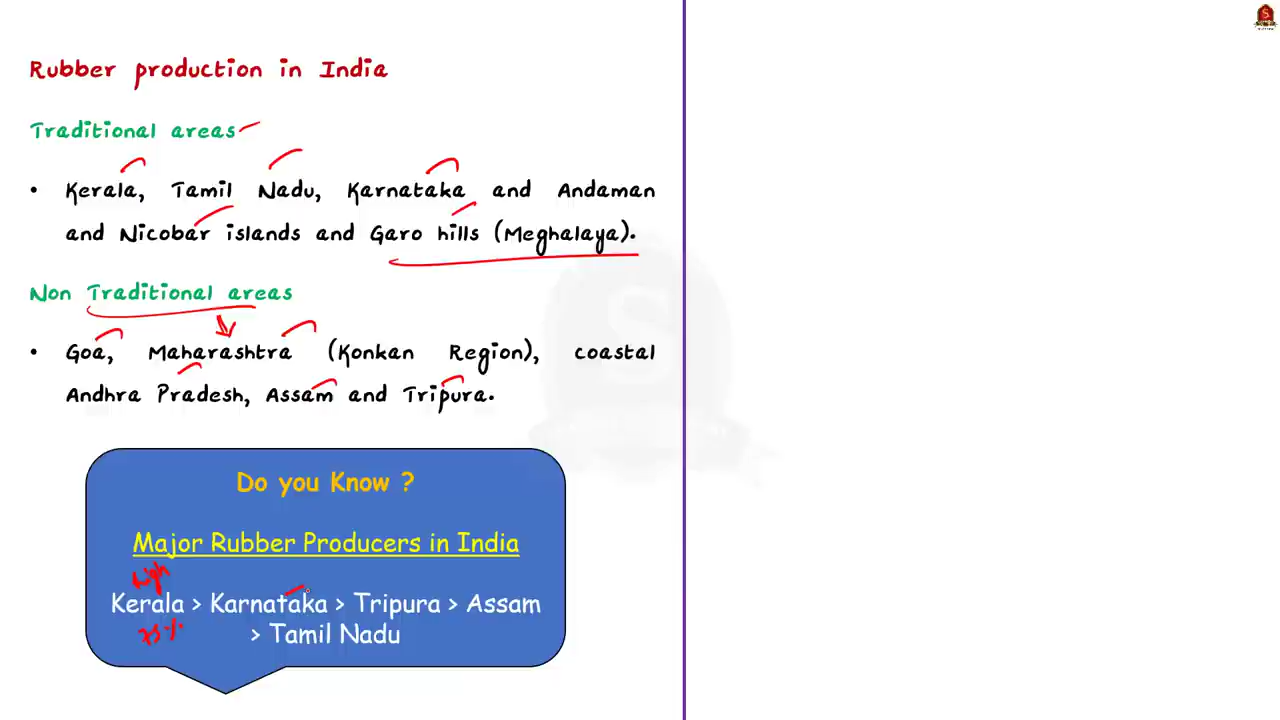 Rubber production in India
Traditional areas
• Kerala, Tamil Nadu, Karnataka and Andaman
and Nicobar islands and Garo hills (Meghalaya).
Non Traditional areas
• Goa, Maharashtra (Konkan Region), coastal
Andhra Pradesh, Assam and Tripura.
Do you Know ?
Major Rubber Producers in India
high
Kerala > Karnataka > Tripura > Assam
75%
> Tamil Nadu